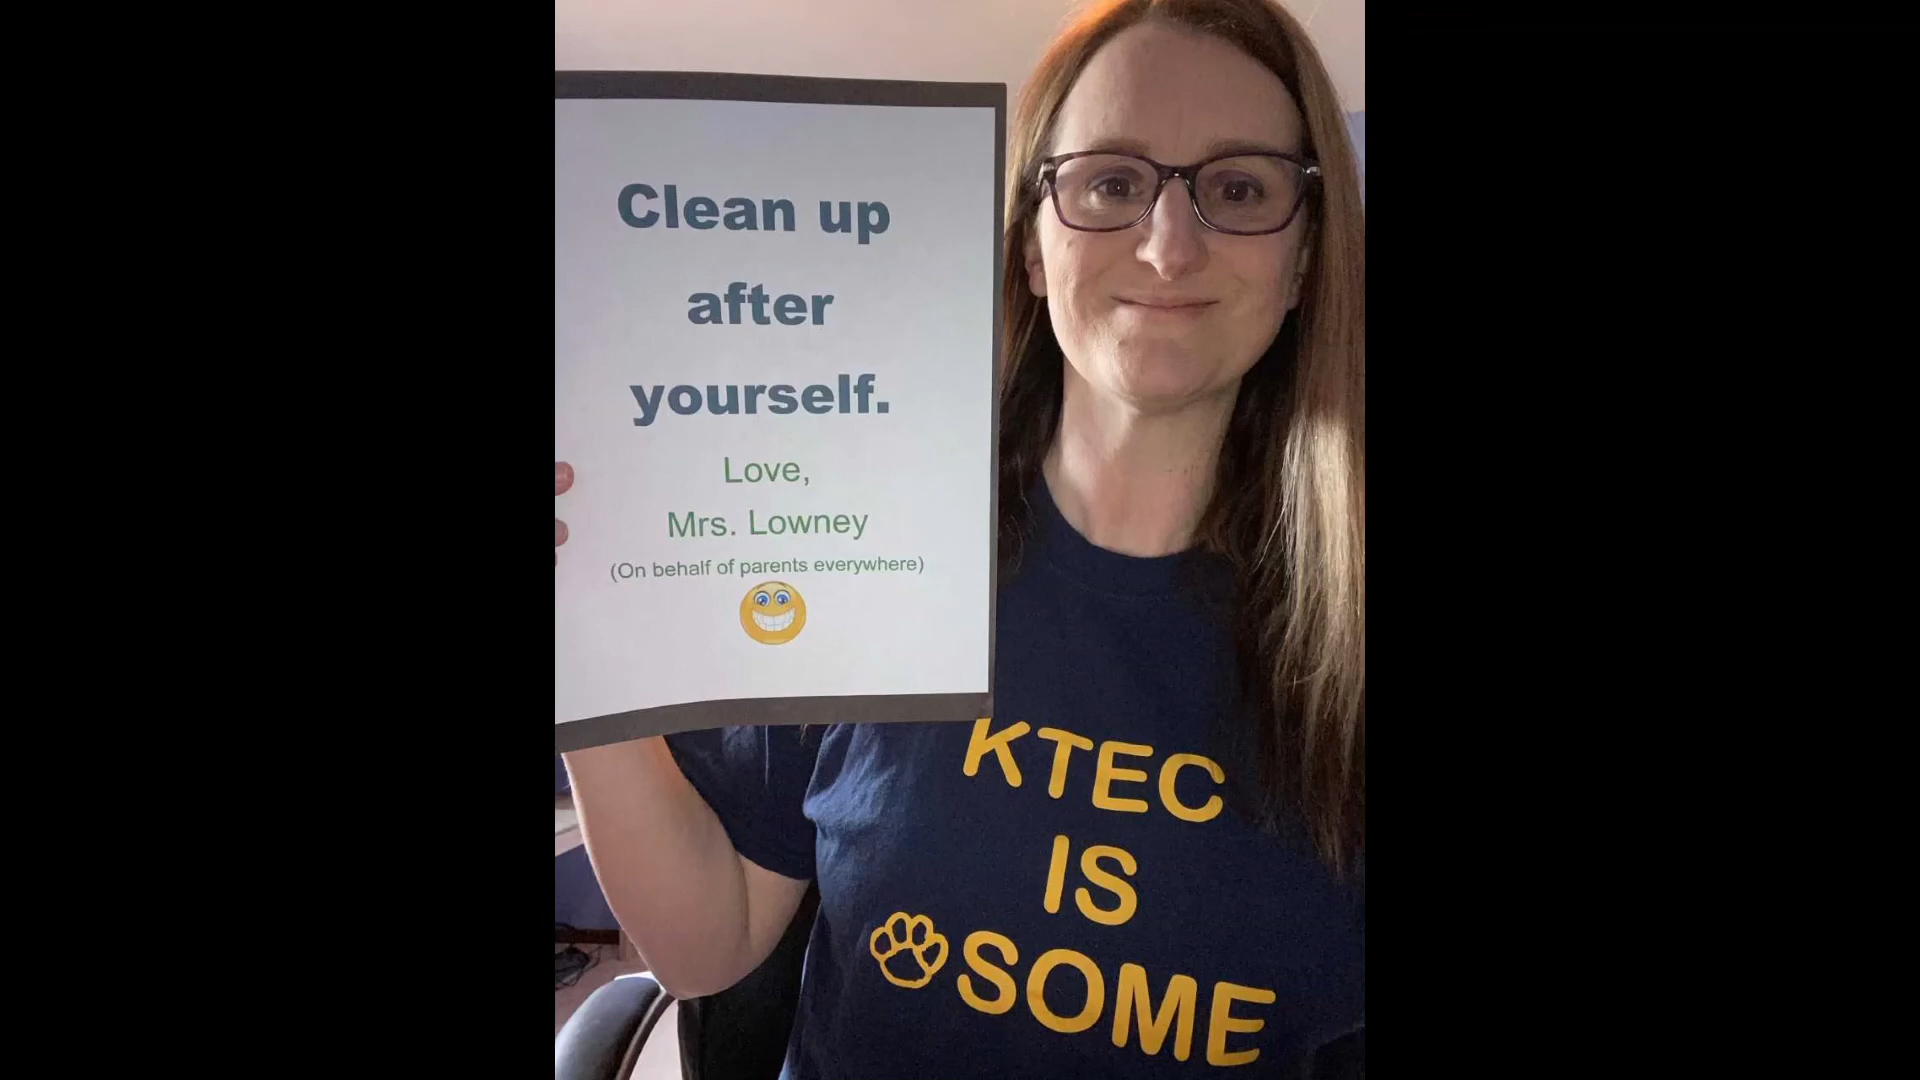 Clean up
after
yourself.
Love,
Mrs. Lowney
(On behalf of parents everywhere)
KTEC
IS
SOME